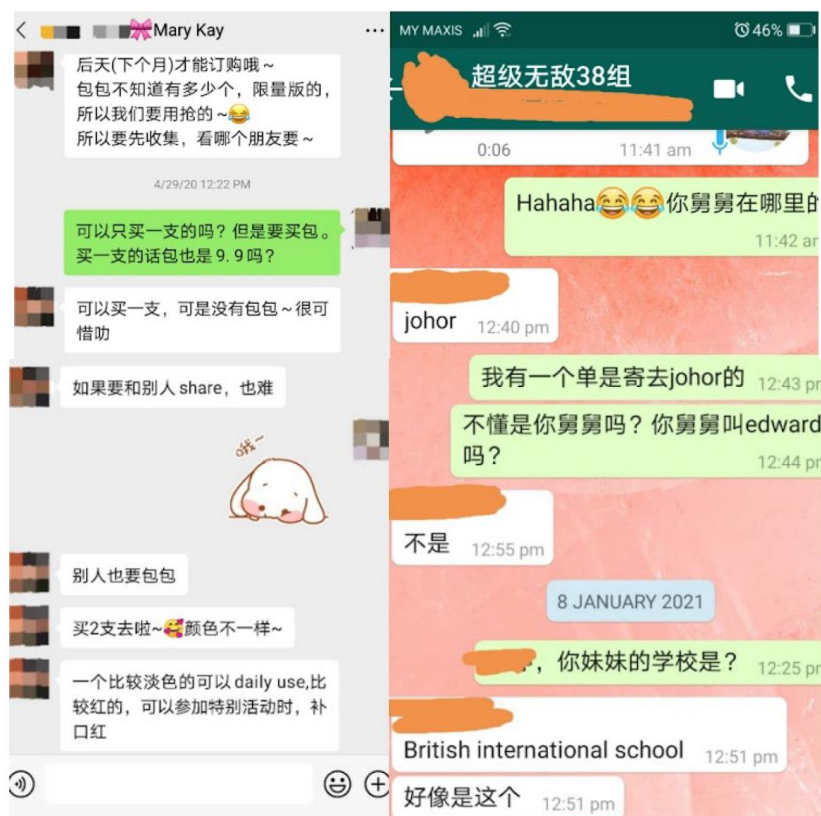 Mary Kay
后天(下个月)才能订购哦~
包包不知道有多少个，限量版的，
所以我们要用抢的~😂
所以要先收集，看哪个朋友要~
4/29/20 12:22 PM
可以只买一支的吗？但是要买包。
买一支的话包也是9.9吗？
可以买一支，可是没有包包~很可
惜叻
如果要和别人share，也难
哦~
别人也要包包
买2支去啦~🥰颜色不一样~
一个比较淡色的可以daily use,比
较红的，可以参加特别活动时，补
口红
MY MAXIS
46%
超级无敌38组
0:06 11:41 am
Hahaha😂😂你舅舅在哪里的
11:42 am
johor 12:40 pm
我有一个单是寄去johor的 12:43 pm
不懂是你舅舅吗？你舅舅叫edward
吗？ 12:44 pm
不是 12:55 pm
8 JANUARY 2021
，你妹妹的学校是？ 12:25 pm
British international school 12:51 pm
好像是这个 12:51 pm